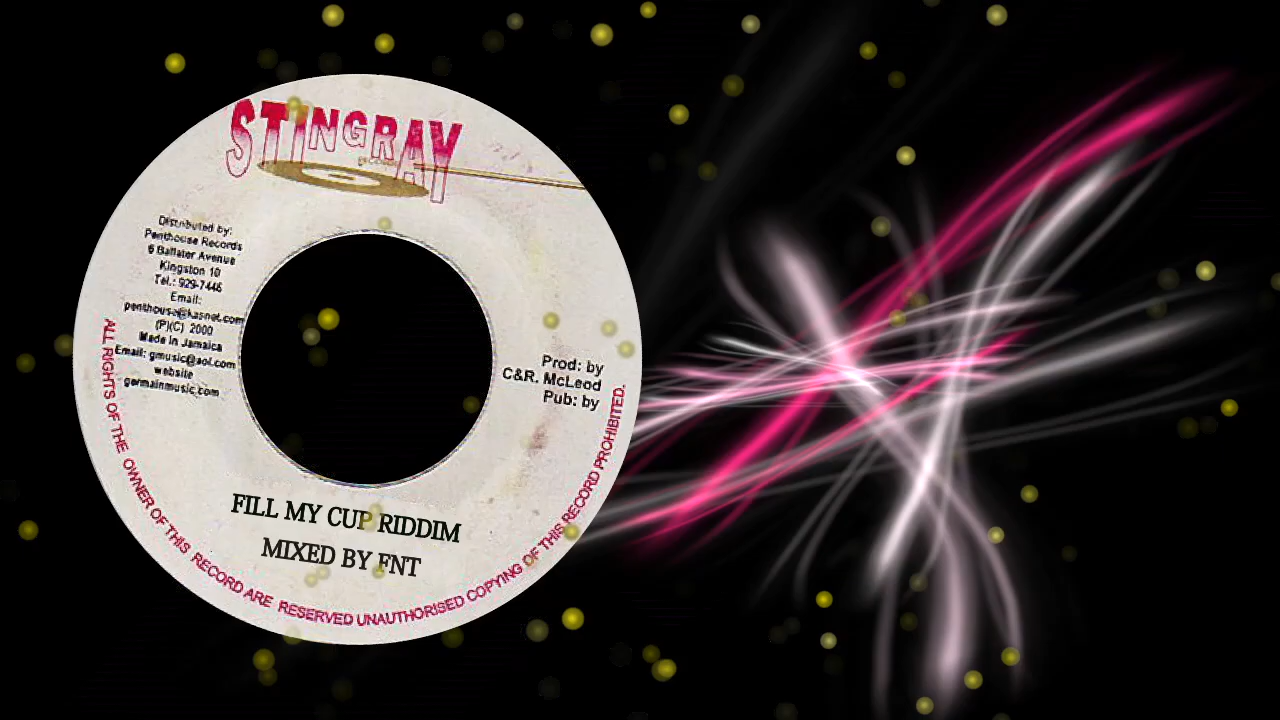 STINGRAY
Distributed by:
Penthouse Records
6 Ballater Avenue
Kingston 10
Tel.: 929-7446
Email:
penthouse@kasnet.com
(P)(C) 2000
Made in Jamaica
Email: gmusic@aol.com
website
germainmusic.com
Prod: by
C&R. McLeod
Pub: by
FILL MY CUP RIDDIM
MIXED BY FNT
ALL RIGHTS OF THE OWNER OF THIS RECORD ARE RESERVED UNAUTHORISED COPYING OF THIS RECORD PROHIBITED.